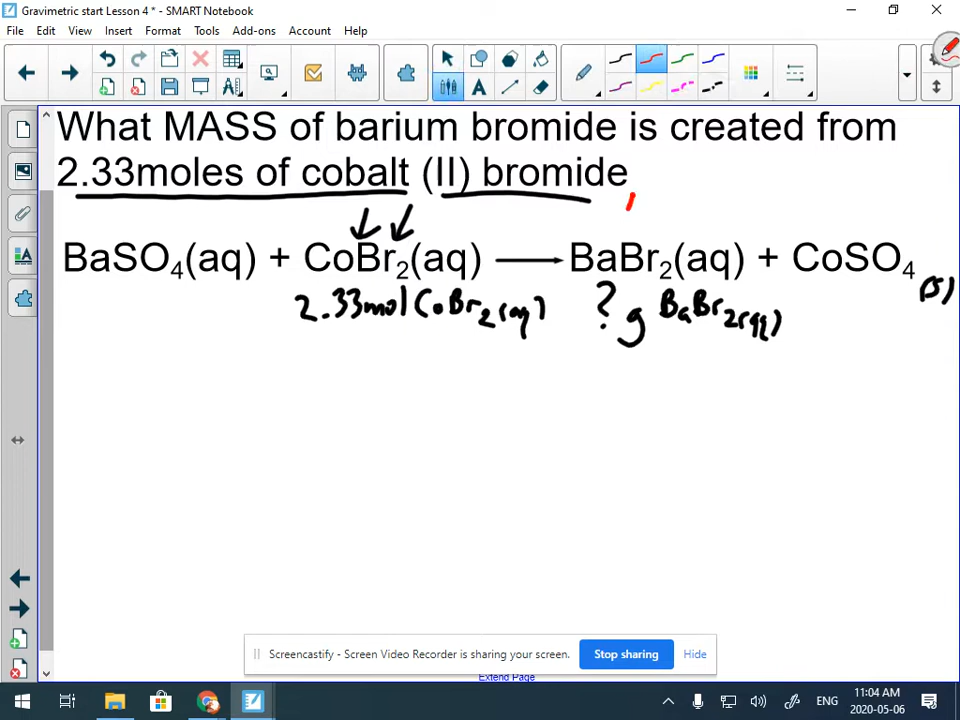 Gravimetric start Lesson 4 * - SMART Notebook
File Edit View Insert Format Tools Add-ons Account Help
What MASS of barium bromide is created from
2.33moles of cobalt (II) bromide,
BaSO4(aq) + CoBr2(aq) → BaBr2(aq) + CoSO4 (s)
2.33mol CoBr2(aq) ? g BaBr2(aq)
Screencastify - Screen Video Recorder is sharing your screen. Stop sharing Hide
Extend Page
ENG 11:04 AM
2020-05-06